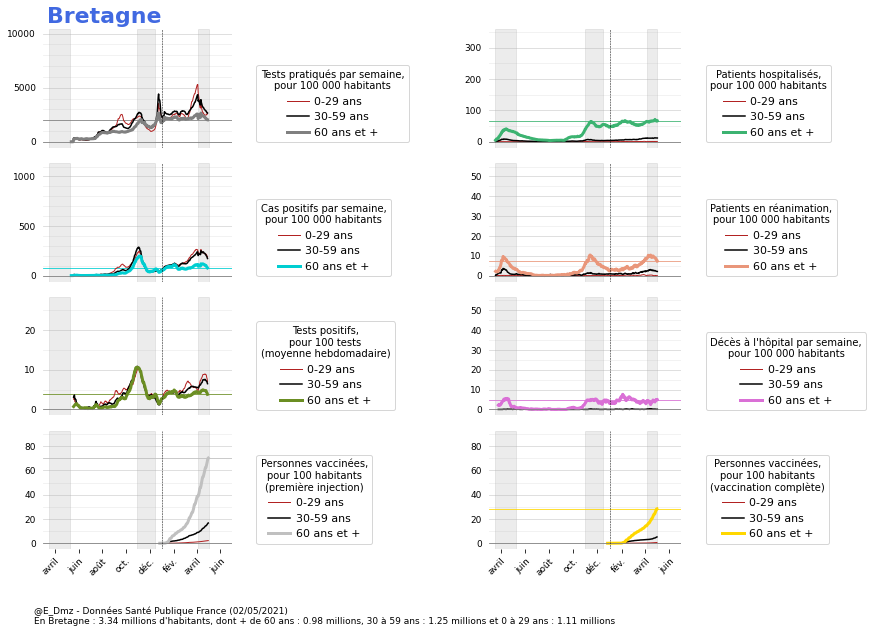 Bretagne
10000
5000
0
Tests pratiqués par semaine,
pour 100 000 habitants
0-29 ans
30-59 ans
60 ans et +
300
200
100
0
Patients hospitalisés,
pour 100 000 habitants
0-29 ans
30-59 ans
60 ans et +
1000
500
0
Cas positifs par semaine,
pour 100 000 habitants
0-29 ans
30-59 ans
60 ans et +
50
40
30
20
10
0
Patients en réanimation,
pour 100 000 habitants
0-29 ans
30-59 ans
60 ans et +
20
10
0
Tests positifs,
pour 100 tests
(moyenne hebdomadaire)
0-29 ans
30-59 ans
60 ans et +
50
40
30
20
10
0
Décès à l'hôpital par semaine,
pour 100 000 habitants
0-29 ans
30-59 ans
60 ans et +
80
60
40
20
0
avril juin août oct. déc. fév. avril juin
Personnes vaccinées,
pour 100 habitants
(première injection)
0-29 ans
30-59 ans
60 ans et +
80
60
40
20
0
avril juin août oct. déc. fév. avril juin
Personnes vaccinées,
pour 100 habitants
(vaccination complète)
0-29 ans
30-59 ans
60 ans et +
@E_Dmz - Données Santé Publique France (02/05/2021)
En Bretagne : 3.34 millions d'habitants, dont + de 60 ans : 0.98 millions, 30 à 59 ans : 1.25 millions et 0 à 29 ans : 1.11 millions